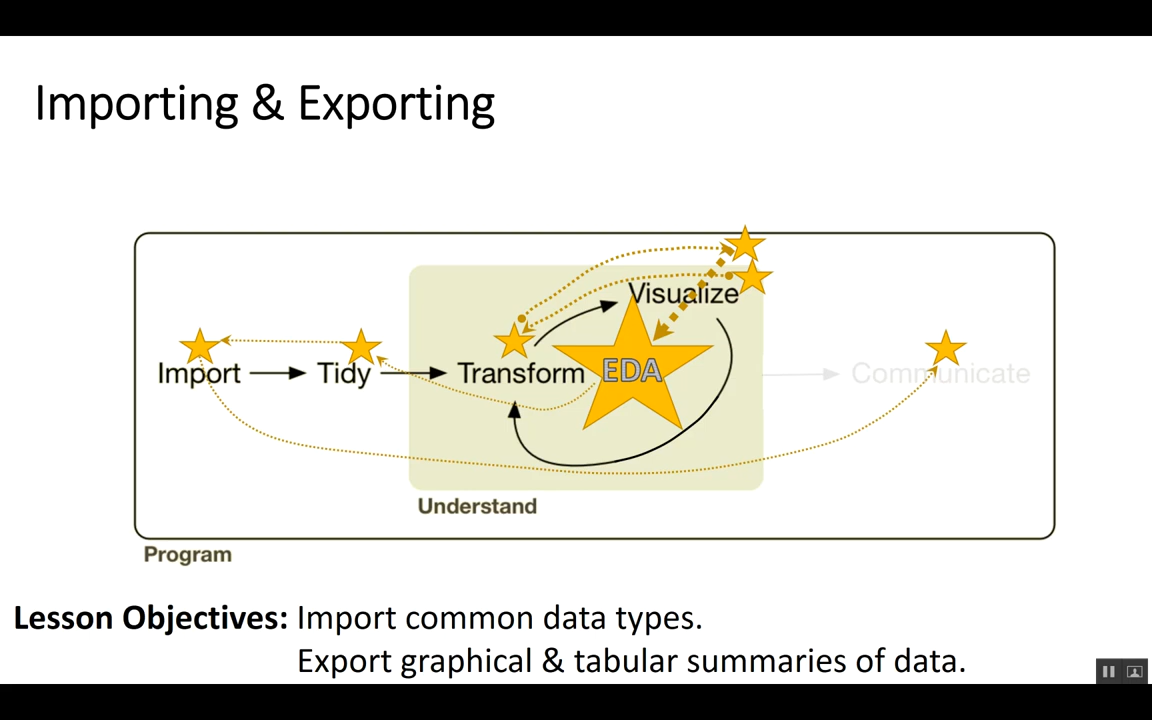 Importing & Exporting
Visualize
Import
Tidy
Transform
EDA
Communicate
Understand
Program
Lesson Objectives: Import common data types.
Export graphical & tabular summaries of data.